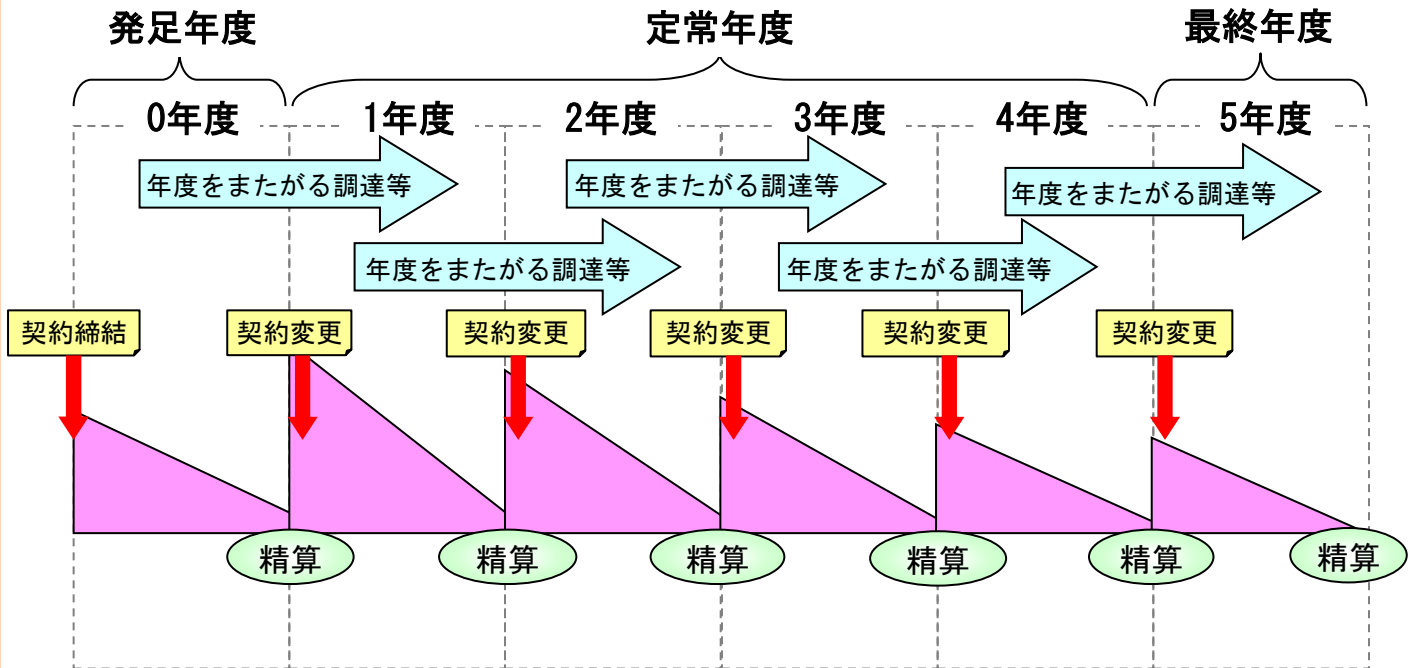 発足年度
定常年度
最終年度
0年度
1年度
2年度
3年度
4年度
5年度
年度をまたがる調達等
年度をまたがる調達等
年度をまたがる調達等
年度をまたがる調達等
年度をまたがる調達等
契約締結
契約変更
契約変更
契約変更
契約変更
契約変更
精算
精算
精算
精算
精算
精算